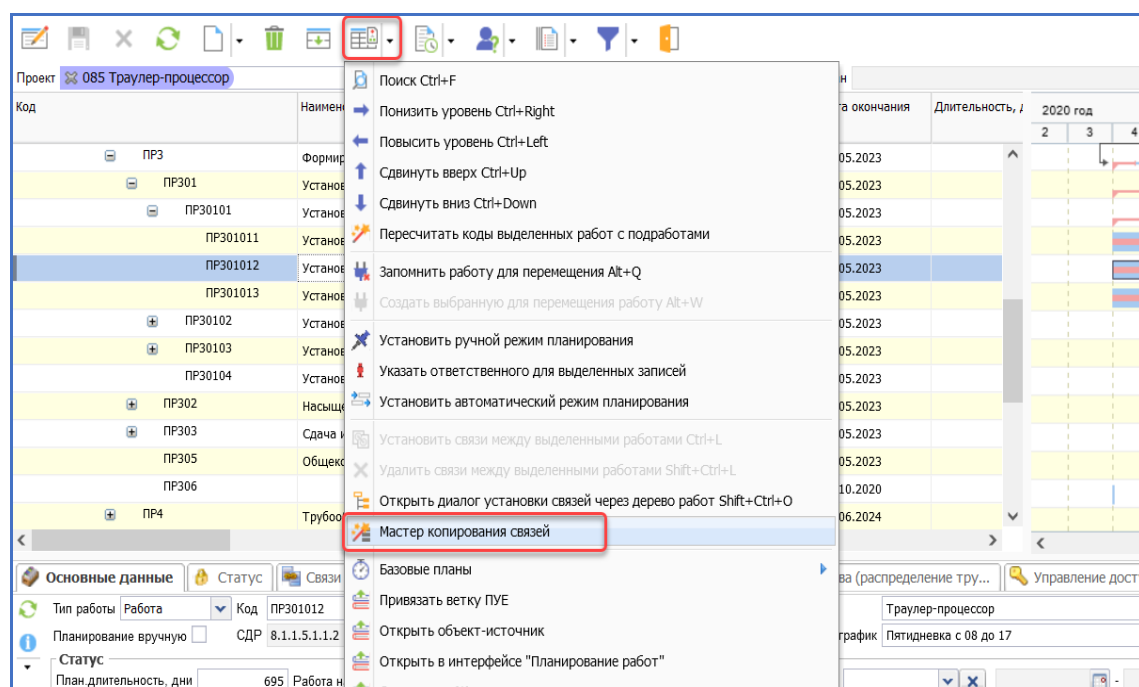 Проект 085 Траулер-процессор
Код
а окончания Длительность, 2020 год
2 3 4
Поиск Ctrl+F
Понизить уровень Ctrl+Right
Повысить уровень Ctrl+Left
Сдвинуть вверх Ctrl+Up
Сдвинуть вниз Ctrl+Down
Пересчитать коды выделенных работ с подработами
Запомнить работу для перемещения Alt+Q
Создать выбранную для перемещения работу Alt+W
Установить ручной режим планирования
Указать ответственного для выделенных записей
Установить автоматический режим планирования
Установить связи между выделенными работами Ctrl+L
Удалить связи между выделенными работами Shift+Ctrl+L
Открыть диалог установки связей через дерево работ Shift+Ctrl+O
Мастер копирования связей
Базовые планы
Привязать ветку ПУЕ
Открыть объект-источник
Открыть в интерфейсе "Планирование работ"
ПР3 Формир 05.2023
ПР301 Установ 05.2023
ПР30101 Установ 05.2023
ПР301011 Установ 05.2023
ПР301012 Установ 05.2023
ПР301013 Установ 05.2023
ПР30102 Установ 05.2023
ПР30103 Установ 05.2023
ПР30104 Установ 05.2023
ПР302 Насыще 05.2023
ПР303 Сдача и 05.2023
ПР305 Общек 05.2023
ПР306 10.2020
ПР4 Трубоо 06.2024
Основные данные Статус Связи ва (распределение тру... Управление дост
Тип работы Работа Код ПР301012 Траулер-процессор
Планирование вручную СДР 8.1.1.5.1.1.2 график Пятидневка с 08 до 17
Статус
План.длительность, дни 695 Работа н